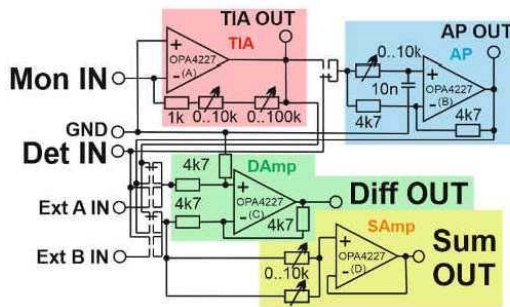 TIA OUT
AP OUT
TIA
0..10k
AP
+
OPA4227
-
(A)
+
OPA4227
-
(B)
Mon IN
10n
1k
0..10k
0..100k
4k7
4k7
GND
Det IN
4k7
DAmp
4k7
+
OPA4227
-
(C)
Diff OUT
Ext A IN
4k7
4k7
SAmp
Ext B IN
0..10k
+
OPA4227
-
(D)
Sum
OUT